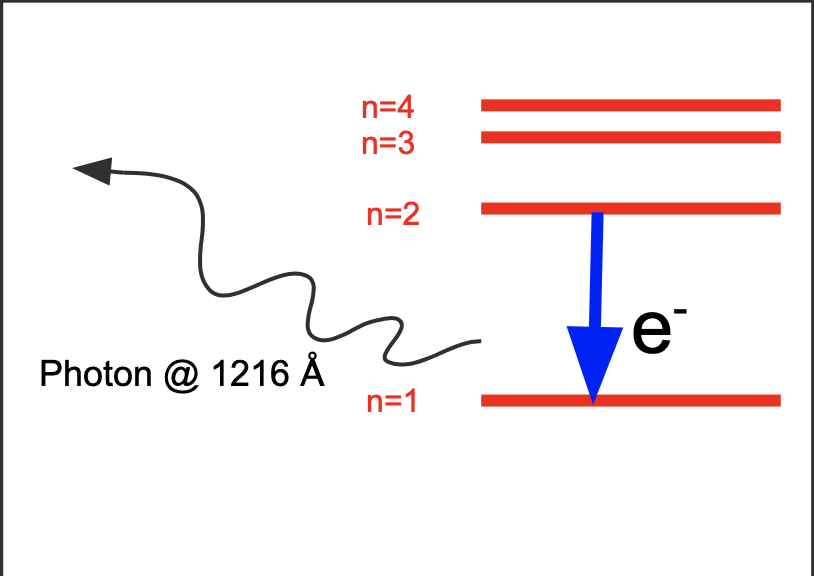 n=4
n=3
n=2
e-
Photon @ 1216 Å
n=1